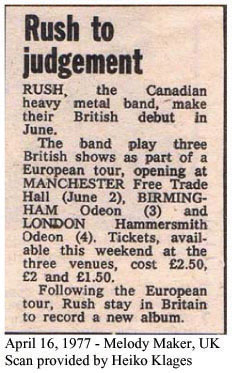 Rush to
judgement
RUSH, the Canadian
heavy metal band, make
their British debut in
June.
The band play three
British shows as part of a
European tour, opening at
MANCHESTER Free Trade
Hall (June 2), BIRMING-
HAM Odeon (3) and
LONDON Hammersmith
Odeon (4). Tickets, avail-
able this weekend at the
three venues, cost £2.50,
£2 and £1.50.
Following the European
tour, Rush stay in Britain
to record a new album.
April 16, 1977 - Melody Maker, UK
Scan provided by Heiko Klages